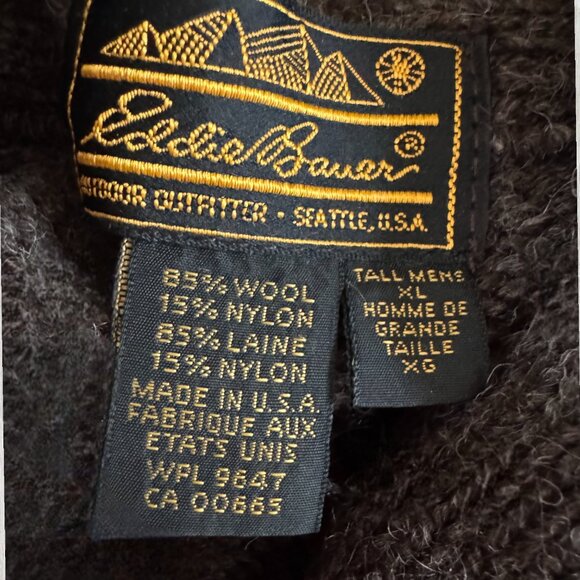 Eddie Bauer®
OUTDOOR OUTFITTER • SEATTLE, U.S.A.
85% WOOL
15% NYLON
85% LAINE
15% NYLON
MADE IN U.S.A.
FABRIQUE AUX
ETATS UNIS
WPL 9647
CA 00665
TALL MENS
XL
HOMME DE
GRANDE
TAILLE
XG